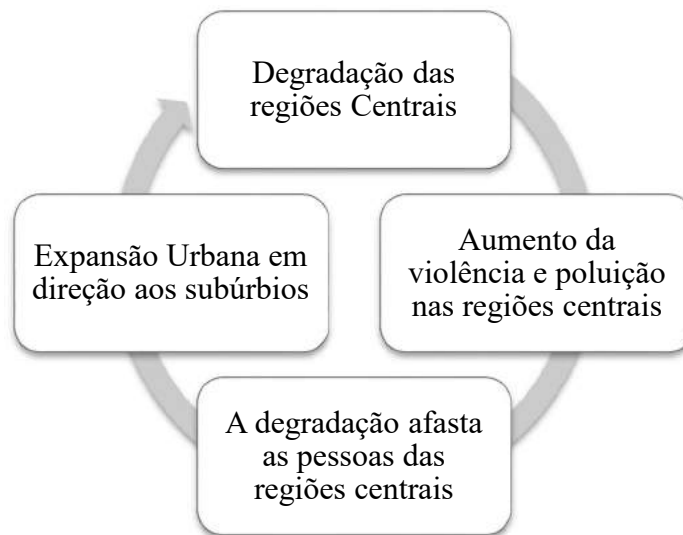 Degradação das
regiões Centrais
Aumento da
violência e poluição
nas regiões centrais
A degradação afasta
as pessoas das
regiões centrais
Expansão Urbana em
direção aos subúrbios